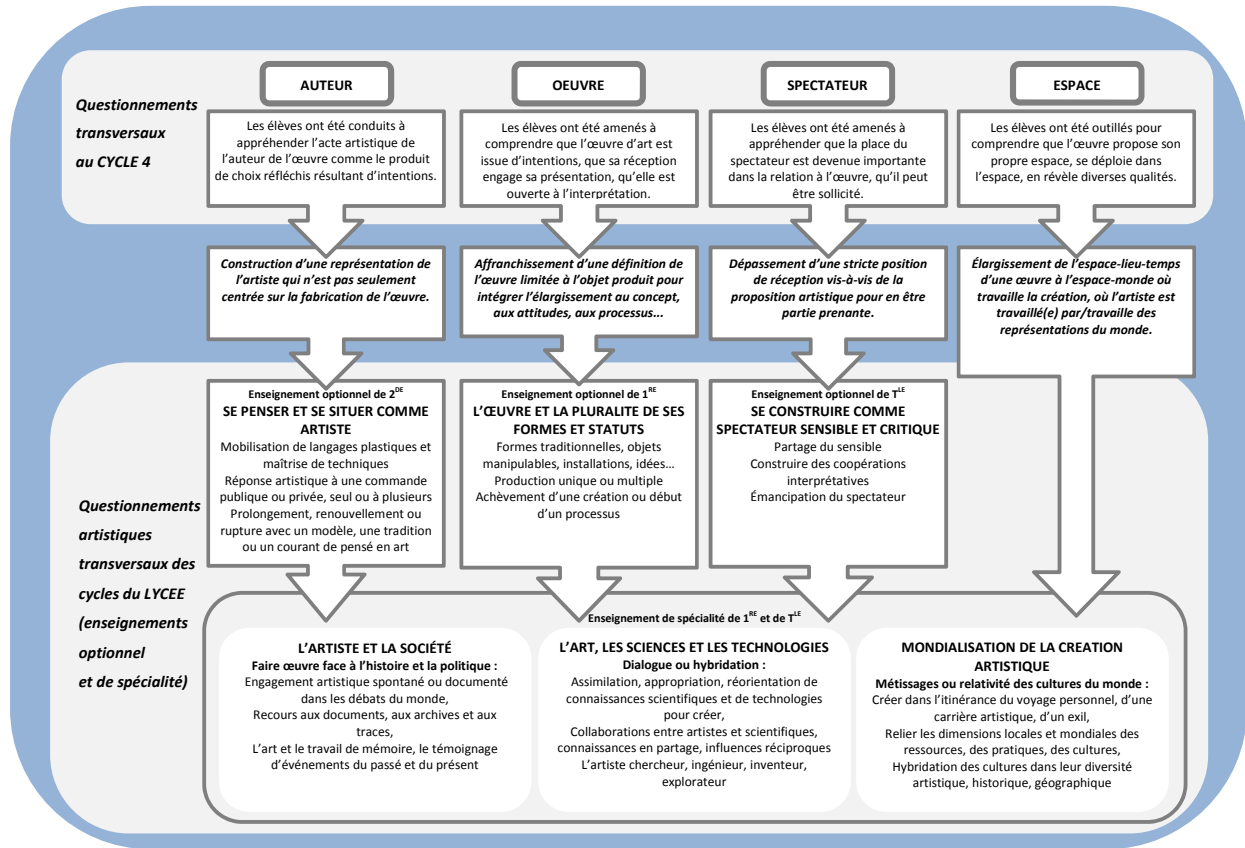 Questionnements
transversaux
au CYCLE 4
AUTEUR
Les élèves ont été conduits à
appréhender l'acte artistique de
l'auteur de l'œuvre comme le produit
de choix réfléchis résultant d'intentions.
OEUVRE
Les élèves ont été amenés à
comprendre que l'œuvre d'art est
issue d'intentions, que sa réception
engage sa présentation, qu'elle est
ouverte à l'interprétation.
SPECTATEUR
Les élèves ont été amenés à
appréhender que la place du
spectateur est devenue importante
dans la relation à l'œuvre, qu'il peut
être sollicité.
ESPACE
Les élèves ont été outillés pour
comprendre que l'œuvre propose son
propre espace, se déploie dans
l'espace, en révèle diverses qualités.
Construction d'une représentation de
l'artiste qui n'est pas seulement
centrée sur la fabrication de l'œuvre.
Affranchissement d'une définition de
l'œuvre limitée à l'objet produit pour
intégrer l'élargissement au concept,
aux attitudes, aux processus...
Dépassement d'une stricte position
de réception vis-à-vis de la
proposition artistique pour en être
partie prenante.
Élargissement de l'espace-lieu-temps
d'une œuvre à l'espace-monde où
travaille la création, où l'artiste est
travaillé(e) par/travaille des
représentations du monde.
Questionnements
artistiques
transversaux des
cycles du LYCEE
(enseignements
optionnel
et de spécialité)
Enseignement optionnel de 2DE
SE PENSER ET SE SITUER COMME
ARTISTE
Mobilisation de langages plastiques et
maîtrise de techniques
Réponse artistique à une commande
publique ou privée, seul ou à plusieurs
Prolongement, renouvellement ou
rupture avec un modèle, une tradition
ou un courant de pensé en art
Enseignement optionnel de 1RE
L'ŒUVRE ET LA PLURALITE DE SES
FORMES ET STATUTS
Formes traditionnelles, objets
manipulables, installations, idées…
Production unique ou multiple
Achèvement d'une création ou début
d'un processus
Enseignement optionnel de TLE
SE CONSTRUIRE COMME
SPECTATEUR SENSIBLE ET CRITIQUE
Partage du sensible
Construire des coopérations
interprétatives
Émancipation du spectateur
Enseignement de spécialité de 1RE et de TLE
L'ARTISTE ET LA SOCIÉTÉ
Faire œuvre face à l'histoire et la politique :
Engagement artistique spontané ou documenté
dans les débats du monde,
Recours aux documents, aux archives et aux
traces,
L'art et le travail de mémoire, le témoignage
d'événements du passé et du présent
L'ART, LES SCIENCES ET LES TECHNOLOGIES
Dialogue ou hybridation :
Assimilation, appropriation, réorientation de
connaissances scientifiques et de technologies
pour créer,
Collaborations entre artistes et scientifiques,
connaissances en partage, influences réciproques
L'artiste chercheur, ingénieur, inventeur,
explorateur
MONDIALISATION DE LA CREATION
ARTISTIQUE
Métissages ou relativité des cultures du monde :
Créer dans l'itinérance du voyage personnel, d'une
carrière artistique, d'un exil,
Relier les dimensions locales et mondiales des
ressources, des pratiques, des cultures,
Hybridation des cultures dans leur diversité
artistique, historique, géographique